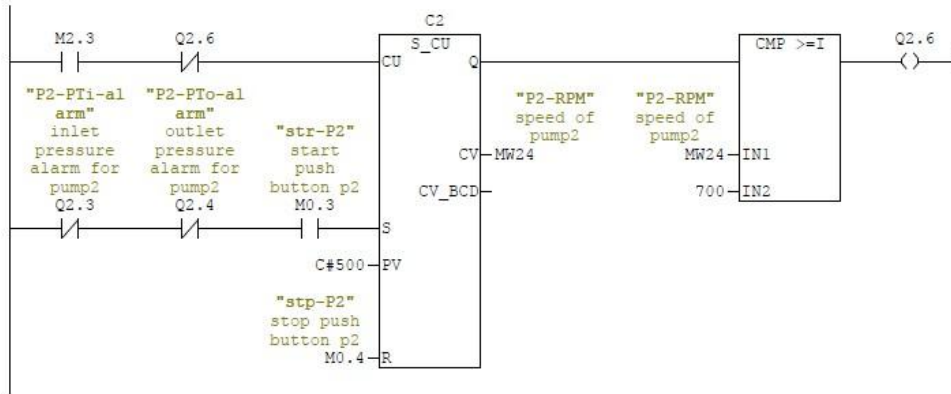 C2
M2.3 Q2.6 S_CU CMP >=I Q2.6
CU Q
"P2-PTi-al "P2-PTo-al "P2-RPM" "P2-RPM"
arm" arm" speed of speed of
inlet outlet "str-P2" pump2 pump2
pressure pressure start
alarm for alarm for push CV MW24 MW24 IN1
pump2 pump2 button p2 CV_BCD 700 IN2
Q2.3 Q2.4 M0.3
S
C#500 PV
"stp-P2"
stop push
button p2
M0.4 R